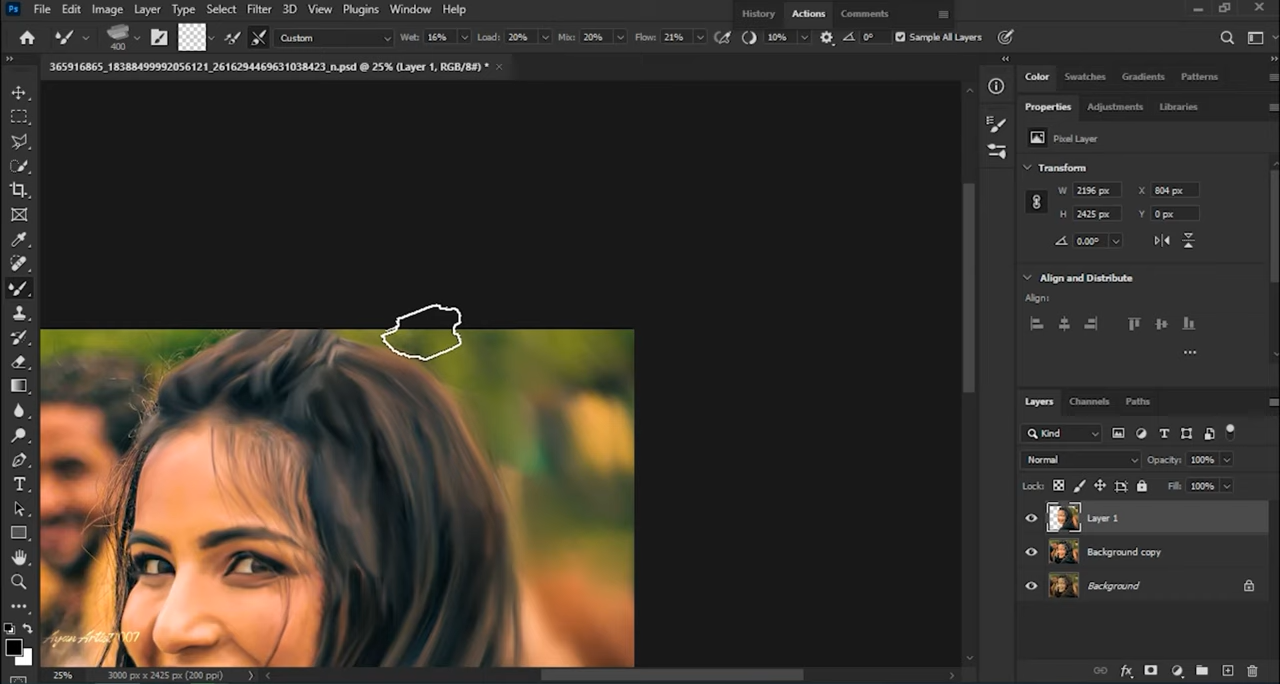 Ps File Edit Image Layer Type Select Filter 3D View Plugins Window Help
History Actions Comments
400 Custom Wet: 16% Load: 20% Mix: 20% Flow: 21% 10% 0° Sample All Layers
365916865_18388499992056121_2616294469631038423_n.psd @ 25% (Layer 1, RGB/8#) * ×
Color Swatches Gradients Patterns
Properties Adjustments Libraries
Pixel Layer
Transform
W 2196 px X 804 px
H 2425 px Y 0 px
0.00°
Align and Distribute
Align:
Layers Channels Paths
Kind
Normal Opacity: 100%
Lock: Fill: 100%
Layer 1
Background copy
Background
Ayan Artist007
25% 3000 px x 2425 px (200 ppi)